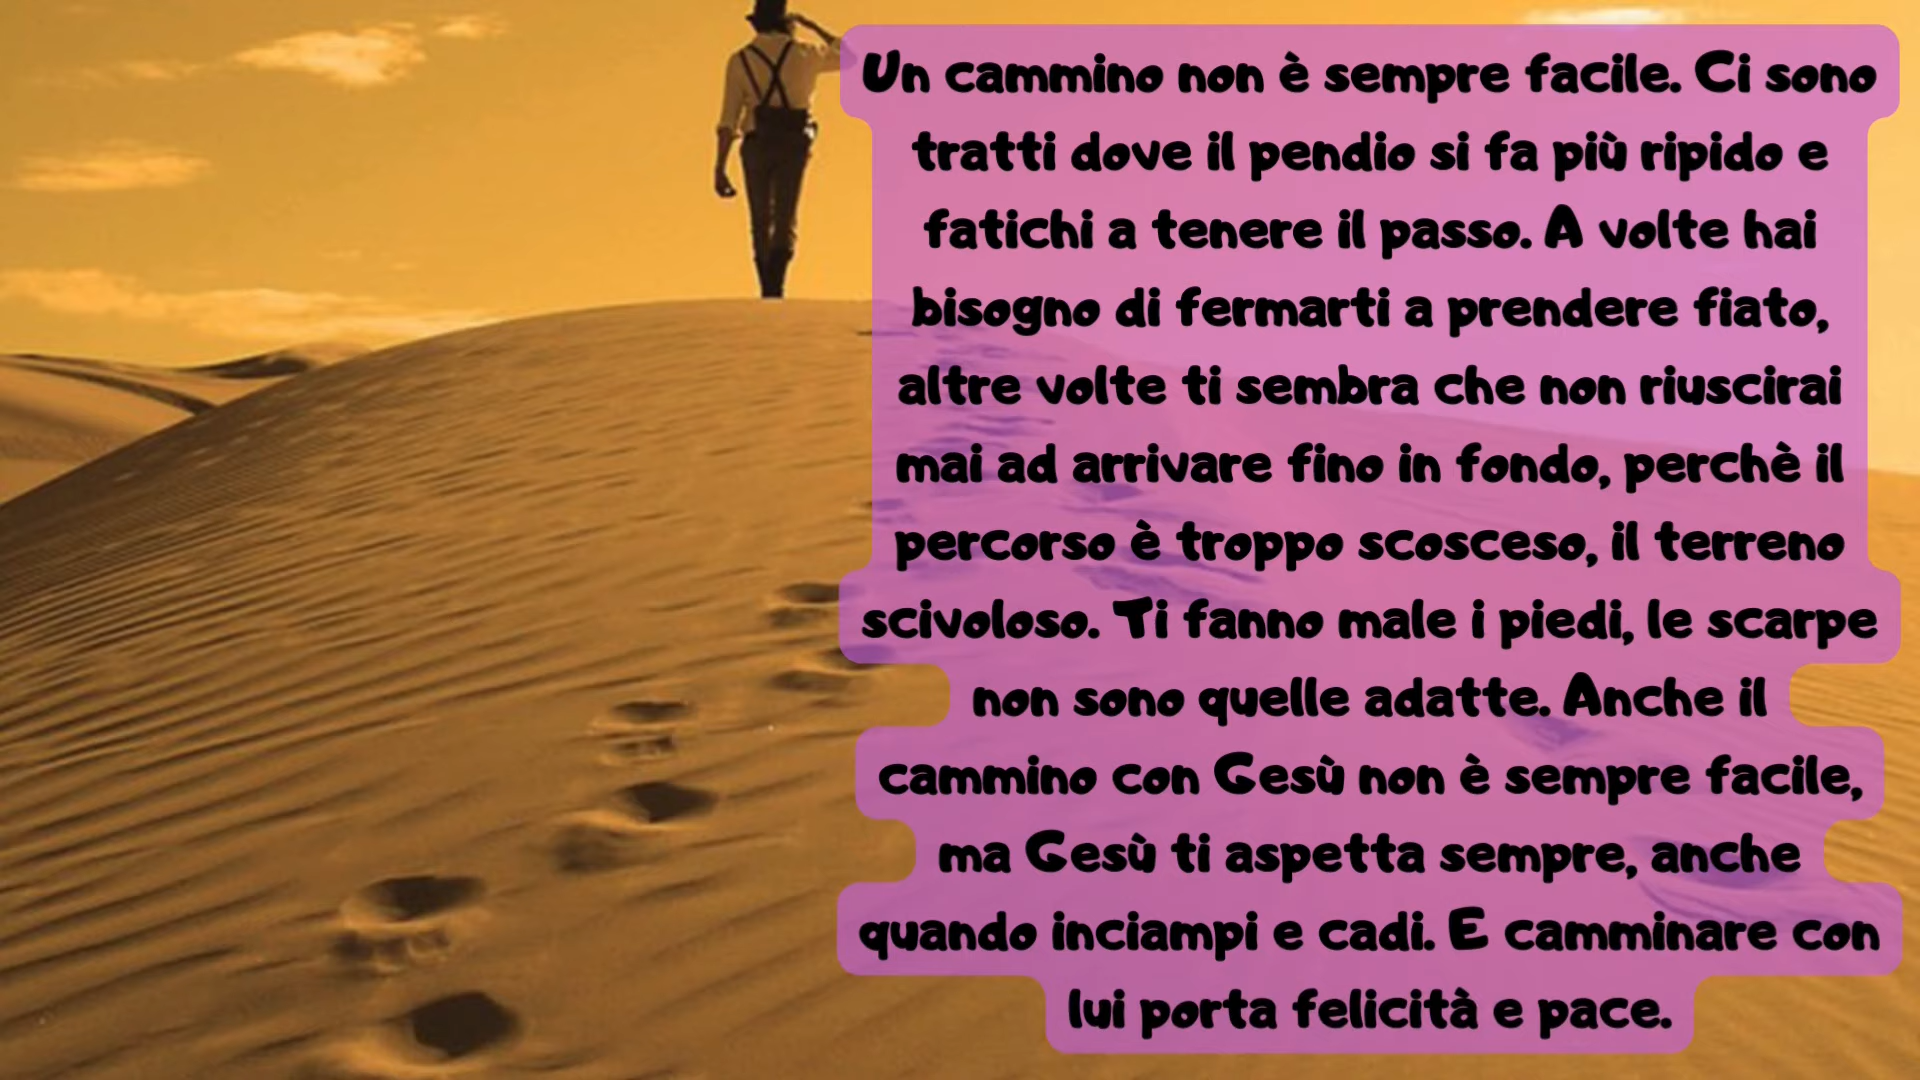 Un cammino non è sempre facile. Ci sono
tratti dove il pendio si fa più ripido e
fatichi a tenere il passo. A volte hai
bisogno di fermarti a prendere fiato,
altre volte ti sembra che non riuscirai
mai ad arrivare fino in fondo, perchè il
percorso è troppo scosceso, il terreno
scivoloso. Ti fanno male i piedi, le scarpe
non sono quelle adatte. Anche il
cammino con Gesù non è sempre facile,
ma Gesù ti aspetta sempre, anche
quando inciampi e cadi. E camminare con
lui porta felicità e pace.